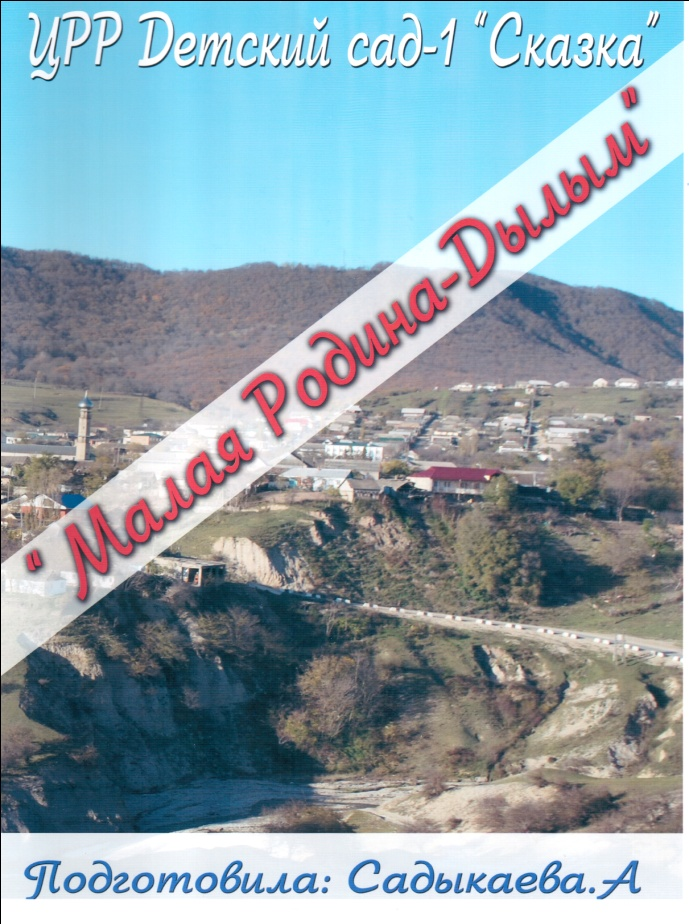 ЦРР Детский сад-1 "Сказка"
" Малая Родина-Дылым"
Подготовила: Садыкаева.А